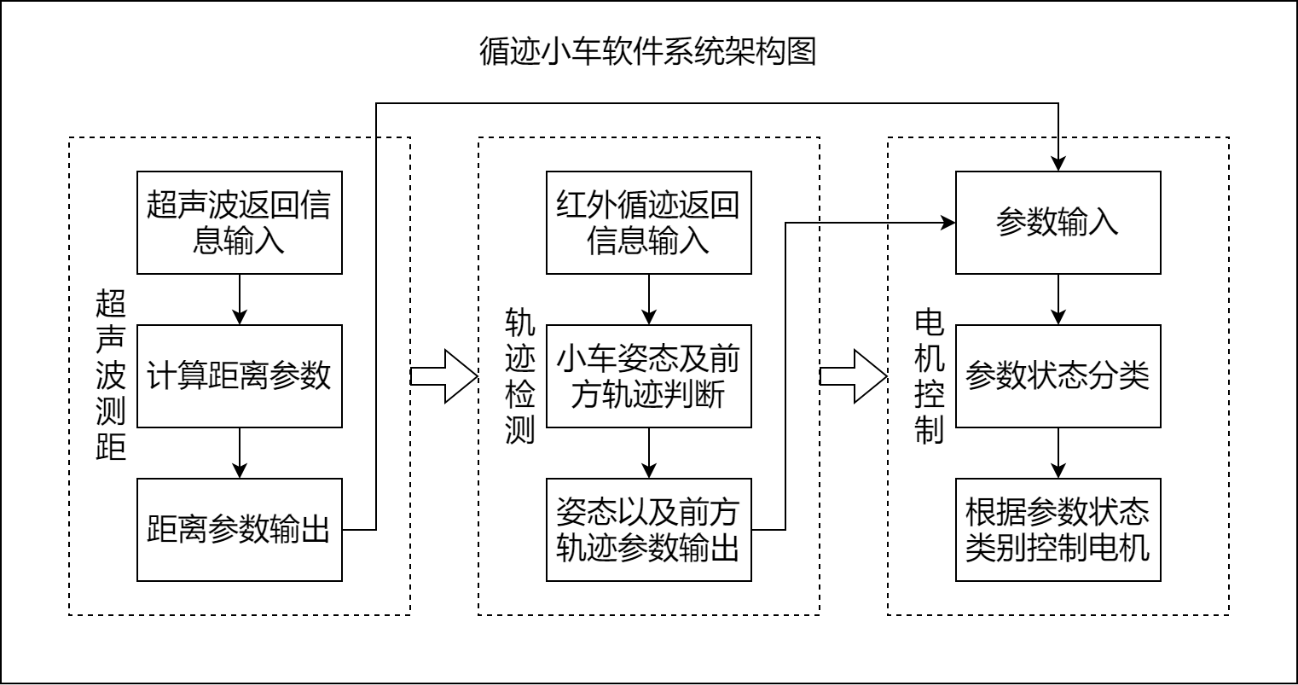 循迹小车软件系统架构图
超声波测距
超声波返回信
息输入
计算距离参数
距离参数输出
轨迹检测
红外循迹返回
信息输入
小车姿态及前
方轨迹判断
姿态以及前方
轨迹参数输出
电机控制
参数输入
参数状态分类
根据参数状态
类别控制电机